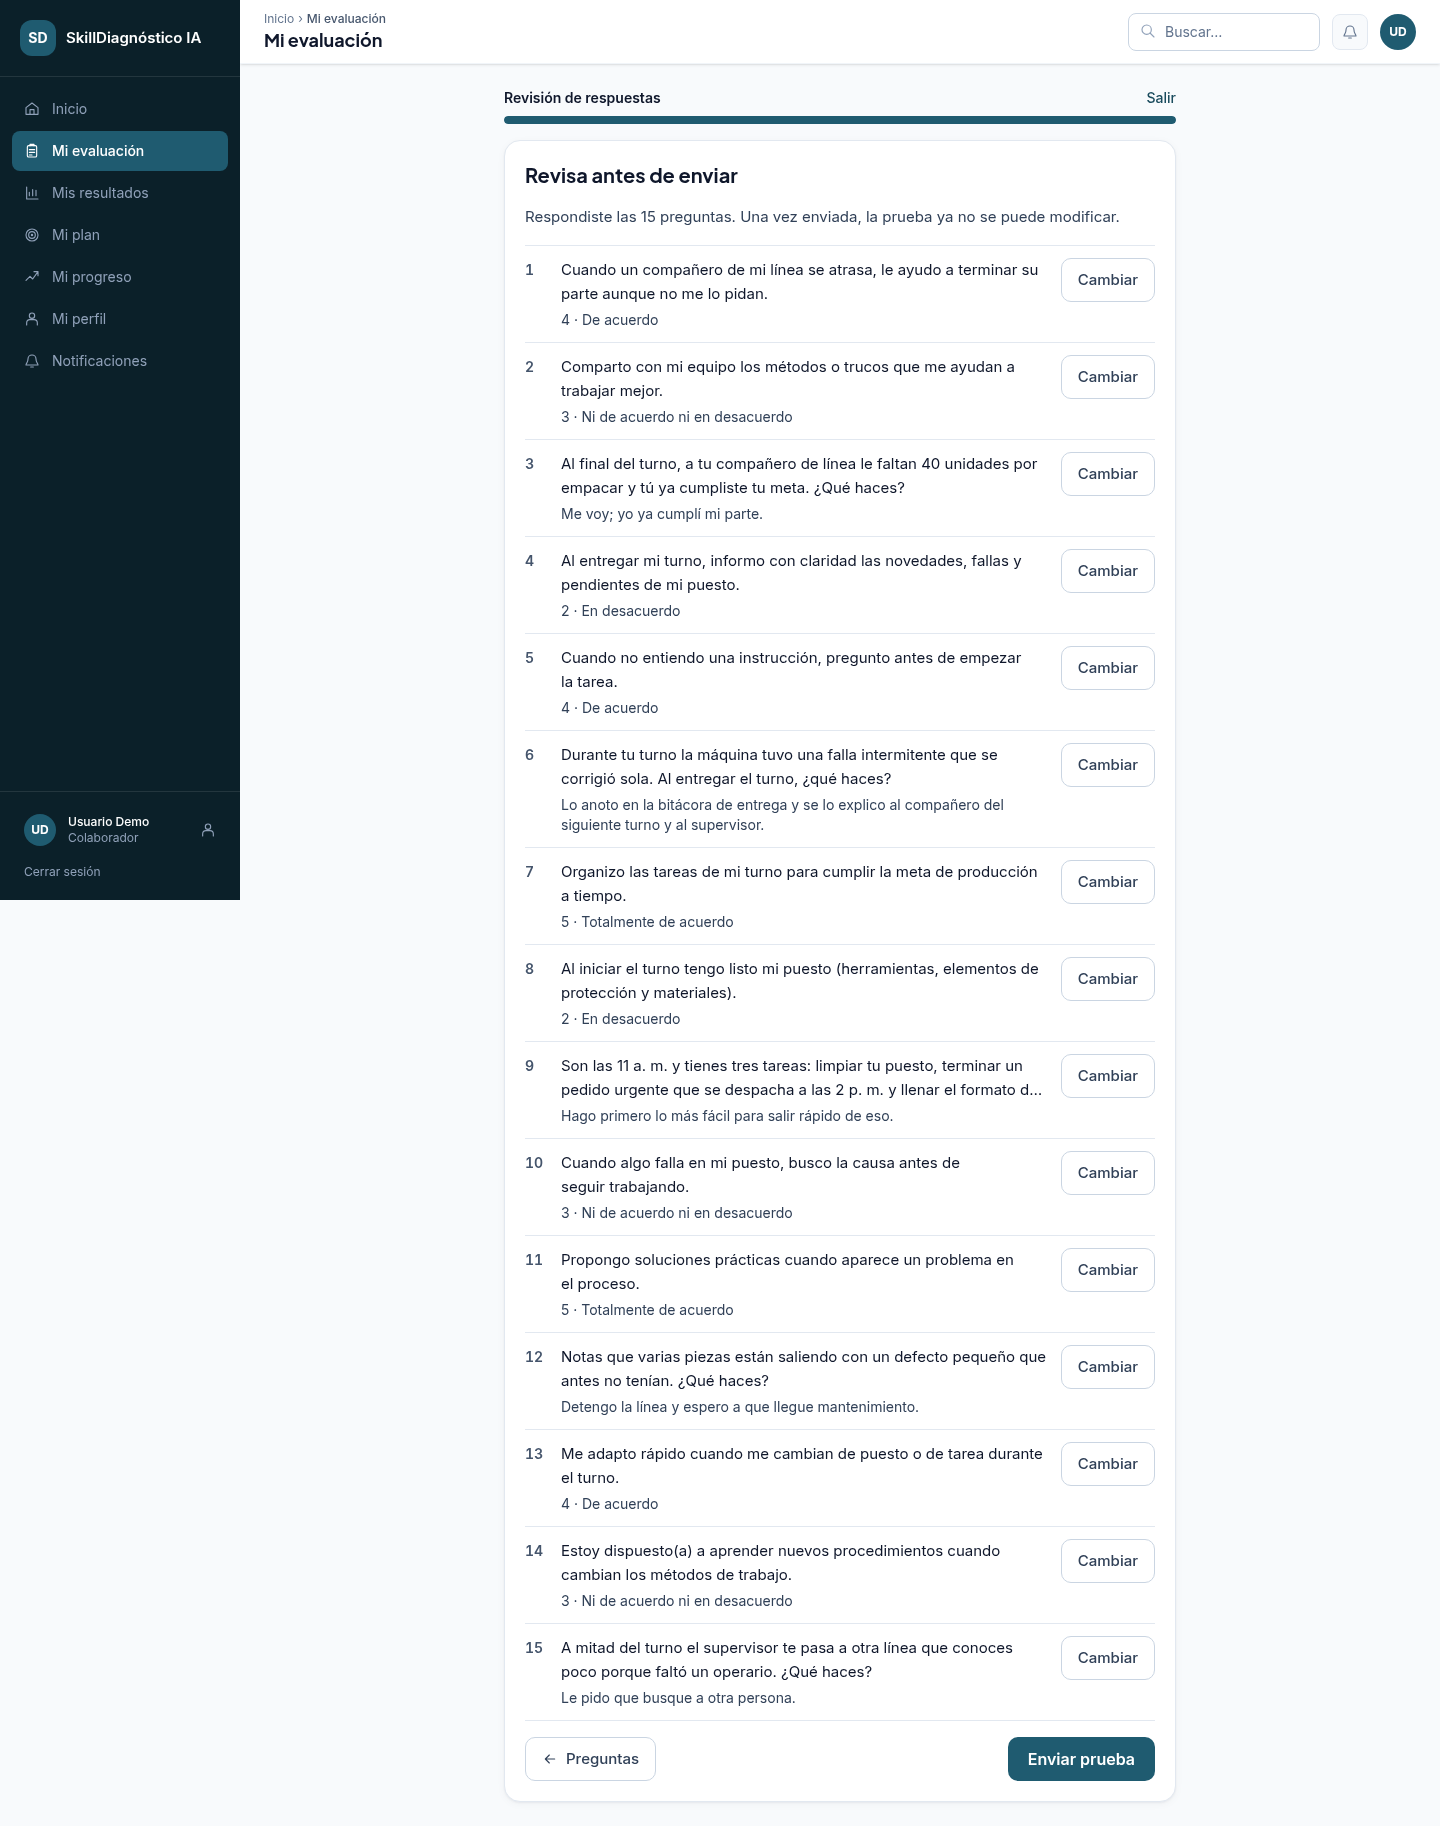 SD
SkillDiagnóstico IA
Inicio
Mi evaluación
Mis resultados
Mi plan
Mi progreso
Mi perfil
Notificaciones
UD
Usuario Demo
Colaborador
Cerrar sesión
Inicio › Mi evaluación
Mi evaluación
Buscar...
UD
Revisión de respuestas
Salir
Revisa antes de enviar
Respondiste las 15 preguntas. Una vez enviada, la prueba ya no se puede modificar.
1
Cuando un compañero de mi línea se atrasa, le ayudo a terminar su
parte aunque no me lo pidan.
4 · De acuerdo
Cambiar
2
Comparto con mi equipo los métodos o trucos que me ayudan a
trabajar mejor.
3 · Ni de acuerdo ni en desacuerdo
Cambiar
3
Al final del turno, a tu compañero de línea le faltan 40 unidades por
empacar y tú ya cumpliste tu meta. ¿Qué haces?
Me voy; yo ya cumplí mi parte.
Cambiar
4
Al entregar mi turno, informo con claridad las novedades, fallas y
pendientes de mi puesto.
2 · En desacuerdo
Cambiar
5
Cuando no entiendo una instrucción, pregunto antes de empezar
la tarea.
4 · De acuerdo
Cambiar
6
Durante tu turno la máquina tuvo una falla intermitente que se
corrigió sola. Al entregar el turno, ¿qué haces?
Lo anoto en la bitácora de entrega y se lo explico al compañero del
siguiente turno y al supervisor.
Cambiar
7
Organizo las tareas de mi turno para cumplir la meta de producción
a tiempo.
5 · Totalmente de acuerdo
Cambiar
8
Al iniciar el turno tengo listo mi puesto (herramientas, elementos de
protección y materiales).
2 · En desacuerdo
Cambiar
9
Son las 11 a. m. y tienes tres tareas: limpiar tu puesto, terminar un
pedido urgente que se despacha a las 2 p. m. y llenar el formato d...
Hago primero lo más fácil para salir rápido de eso.
Cambiar
10
Cuando algo falla en mi puesto, busco la causa antes de
seguir trabajando.
3 · Ni de acuerdo ni en desacuerdo
Cambiar
11
Propongo soluciones prácticas cuando aparece un problema en
el proceso.
5 · Totalmente de acuerdo
Cambiar
12
Notas que varias piezas están saliendo con un defecto pequeño que
antes no tenían. ¿Qué haces?
Detengo la línea y espero a que llegue mantenimiento.
Cambiar
13
Me adapto rápido cuando me cambian de puesto o de tarea durante
el turno.
4 · De acuerdo
Cambiar
14
Estoy dispuesto(a) a aprender nuevos procedimientos cuando
cambian los métodos de trabajo.
3 · Ni de acuerdo ni en desacuerdo
Cambiar
15
A mitad del turno el supervisor te pasa a otra línea que conoces
poco porque faltó un operario. ¿Qué haces?
Le pido que busque a otra persona.
Cambiar
← Preguntas
Enviar prueba